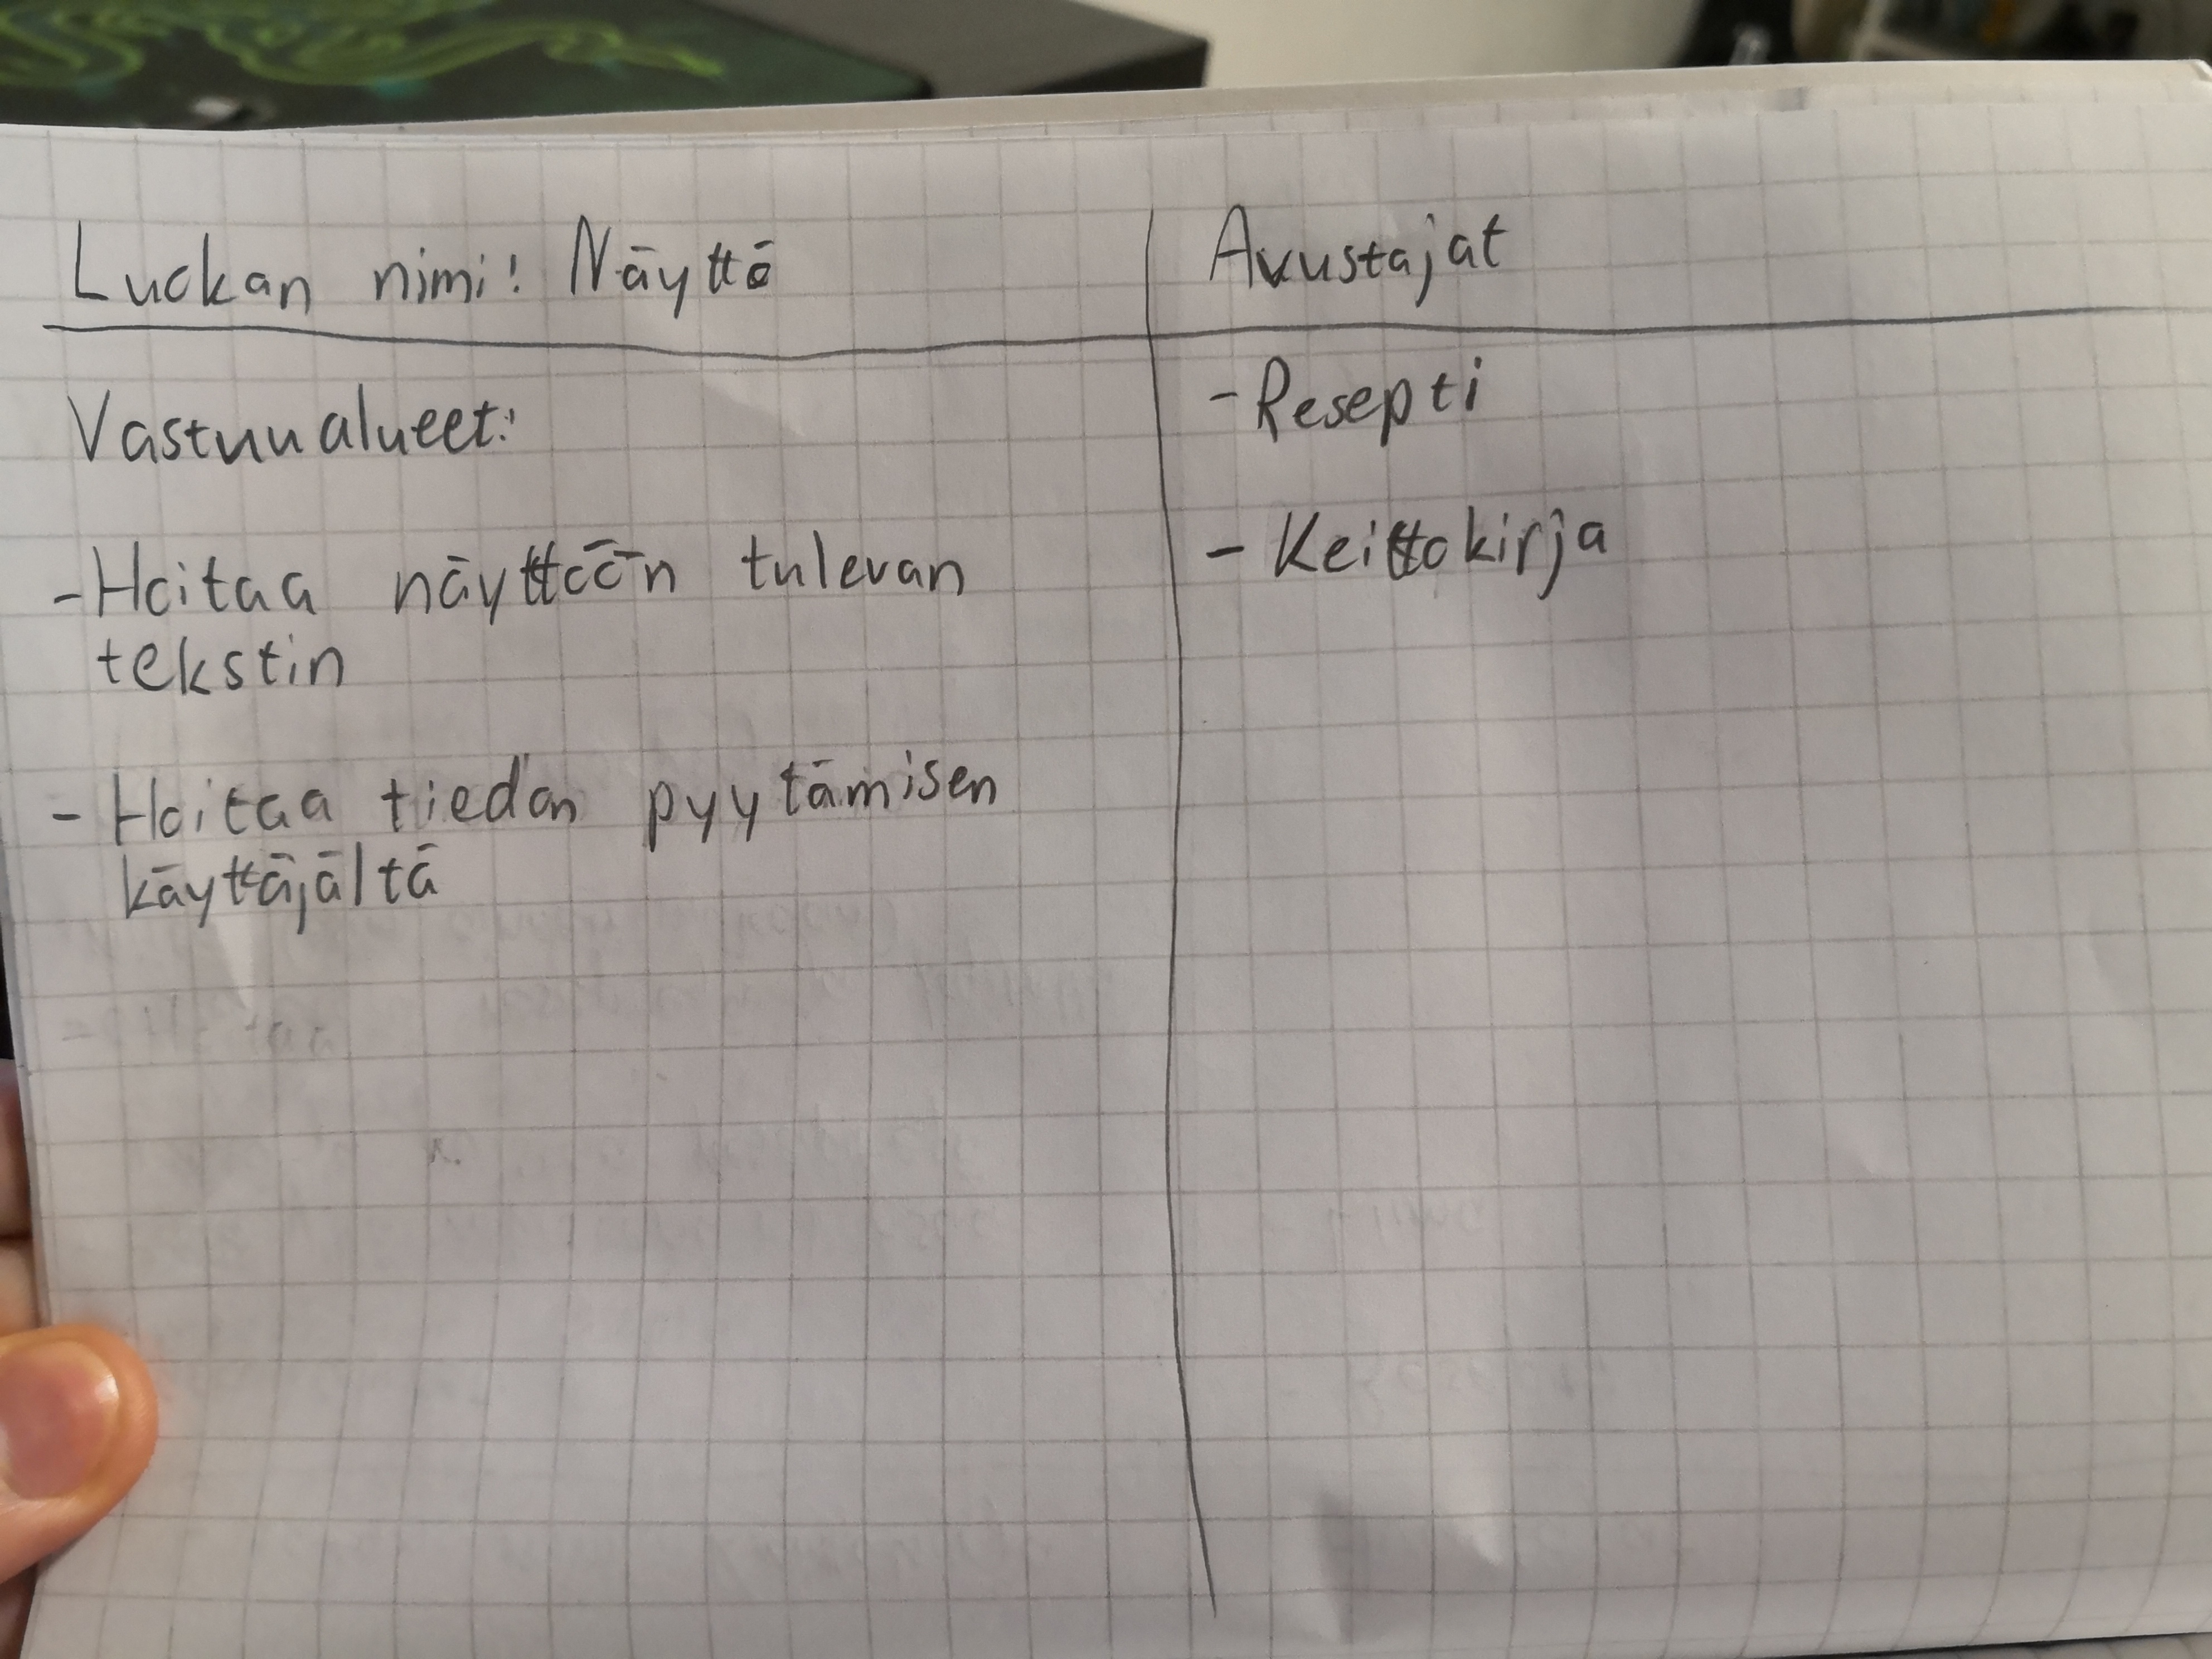 Luokan nimi: Näyttö
Avustajat
Vastuualueet:
- Hoitaa näyttöön tulevan
tekstin
- Hoitaa tiedon pyytämisen
käyttäjältä
- Resepti
- Keittokirja